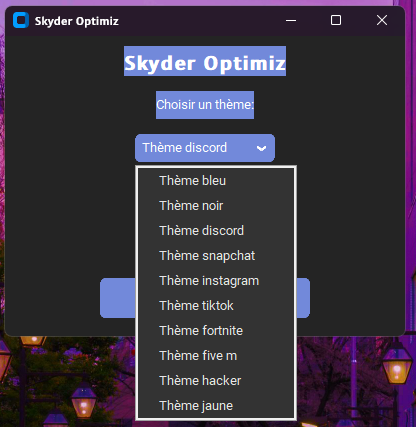 Skyder Optimiz
Skyder Optimiz
Choisir un thème:
Thème discord
Thème bleu
Thème noir
Thème discord
Thème snapchat
Thème instagram
Thème tiktok
Thème fortnite
Thème five m
Thème hacker
Thème jaune